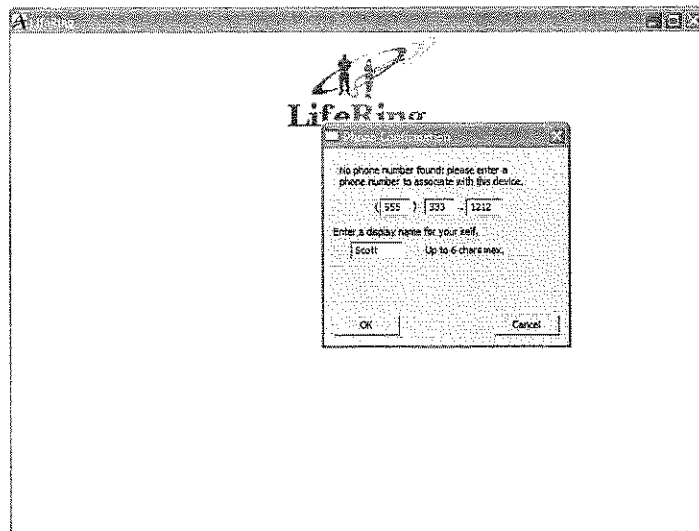 LifeRing
LifeRing
No phone number found: please enter a
phone number to associate with this device.
( 555 ) 333 - 1212
Enter a display name for your self.
Scott Up to 6 chars max.
OK Cancel